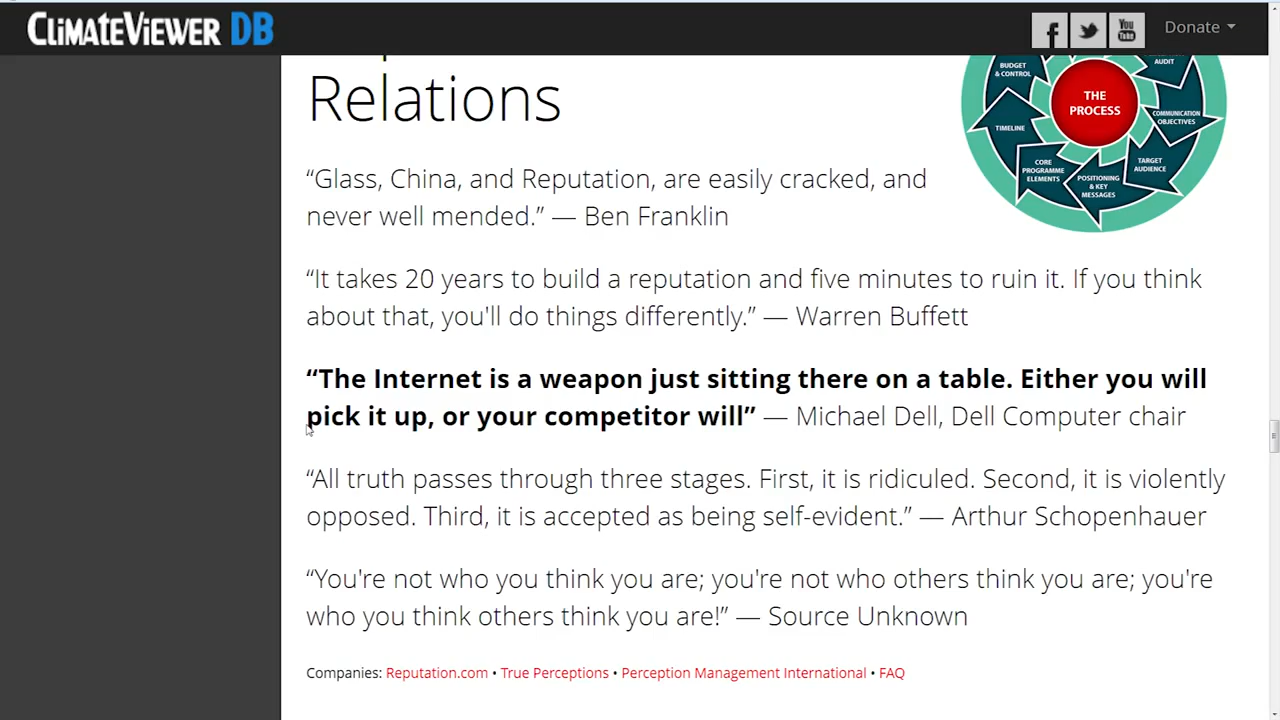 CLIMATEVIEWER DB
You Tube
Donate
Relations
BUDGET
& CONTROL
AUDIT
THE
PROCESS
TIMELINE
COMMUNICATION
OBJECTIVES
CORE
PROGRAMME
ELEMENTS
TARGET
AUDIENCE
POSITIONING
& KEY
MESSAGES
“Glass, China, and Reputation, are easily cracked, and
never well mended.” — Ben Franklin
“It takes 20 years to build a reputation and five minutes to ruin it. If you think
about that, you'll do things differently.” — Warren Buffett
“The Internet is a weapon just sitting there on a table. Either you will
pick it up, or your competitor will” — Michael Dell, Dell Computer chair
“All truth passes through three stages. First, it is ridiculed. Second, it is violently
opposed. Third, it is accepted as being self-evident.” — Arthur Schopenhauer
“You're not who you think you are; you're not who others think you are; you're
who you think others think you are!” — Source Unknown
Companies: Reputation.com • True Perceptions • Perception Management International • FAQ